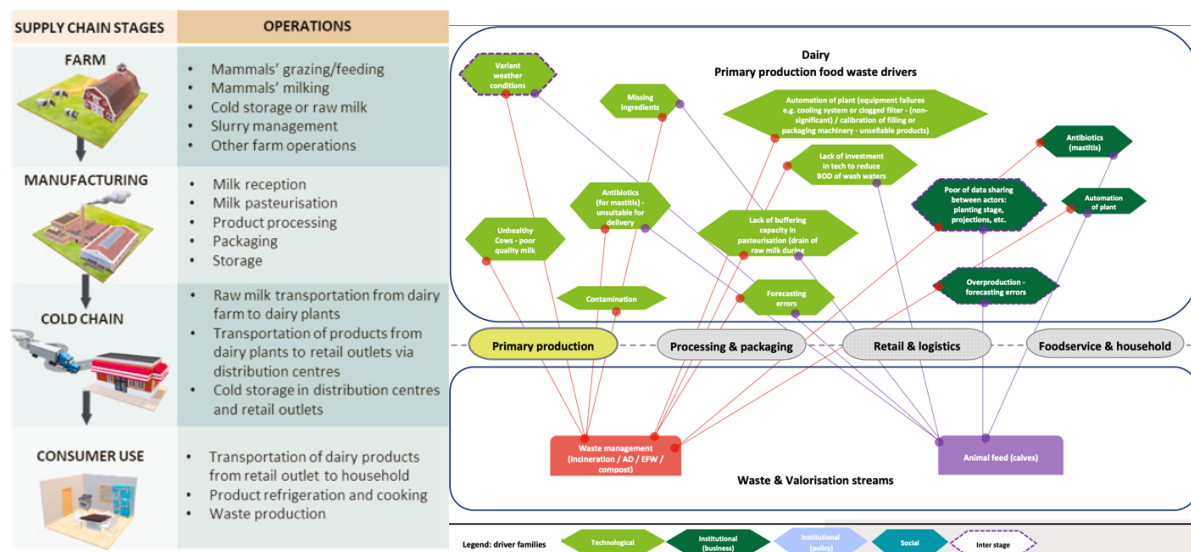 SUPPLY CHAIN STAGES
OPERATIONS
FARM
• Mammals' grazing/feeding
• Mammals' milking
• Cold storage or raw milk
• Slurry management
• Other farm operations
MANUFACTURING
• Milk reception
• Milk pasteurisation
• Product processing
• Packaging
• Storage
COLD CHAIN
• Raw milk transportation from dairy
farm to dairy plants
• Transportation of products from
dairy plants to retail outlets via
distribution centres
• Cold storage in distribution centres
and retail outlets
CONSUMER USE
• Transportation of dairy products
from retail outlet to household
• Product refrigeration and cooking
• Waste production
Dairy
Primary production food waste drivers
Variant
weather
conditions
Missing
ingredients
Automation of plant (equipment failures
e.g. cooling system or clogged filter - (non-
significant) / calibration of filling or
packaging machinery - unsellable products)
Antibiotics
(mastitis)
Lack of investment
in tech to reduce
BOD of wash waters
Antibiotics
(for mastitis) -
unsuitable for
delivery
Poor of data sharing
between actors:
planting stage,
projections, etc.
Automation
of plant
Unhealthy
Cows - poor
quality milk
Lack of buffering
capacity in
pasteurisation (drain of
raw milk during
Contamination
Forecasting
errors
Overproduction -
forecasting errors
Primary production
Processing & packaging
Retail & logistics
Foodservice & household
Waste management
(Incineration / AD / EFW /
compost)
Animal feed (calves)
Waste & Valorisation streams
Legend: driver families
Technological
Institutional
(business)
Institutional
(policy)
Social
Inter stage